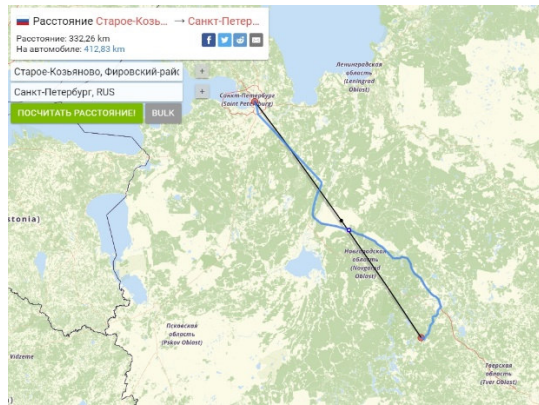 Расстояние Старое-Козь... → Санкт-Петер...
Расстояние: 332,26 km
На автомобиле: 412,83 km
Старое-Козьяново, Фировский-райо
Санкт-Петербург, RUS
ПОСЧИТАТЬ РАССТОЯНИЕ!
BULK
Санкт-Петербург
(Saint Petersburg)
Ленинградская
область
(Leningrad
Oblast)
stonia)
Новгородская
область
(Novgorod
Oblast)
Псковская
область
(Pskov Oblast)
Vidzeme
Тверская
область
(Tver Oblast)